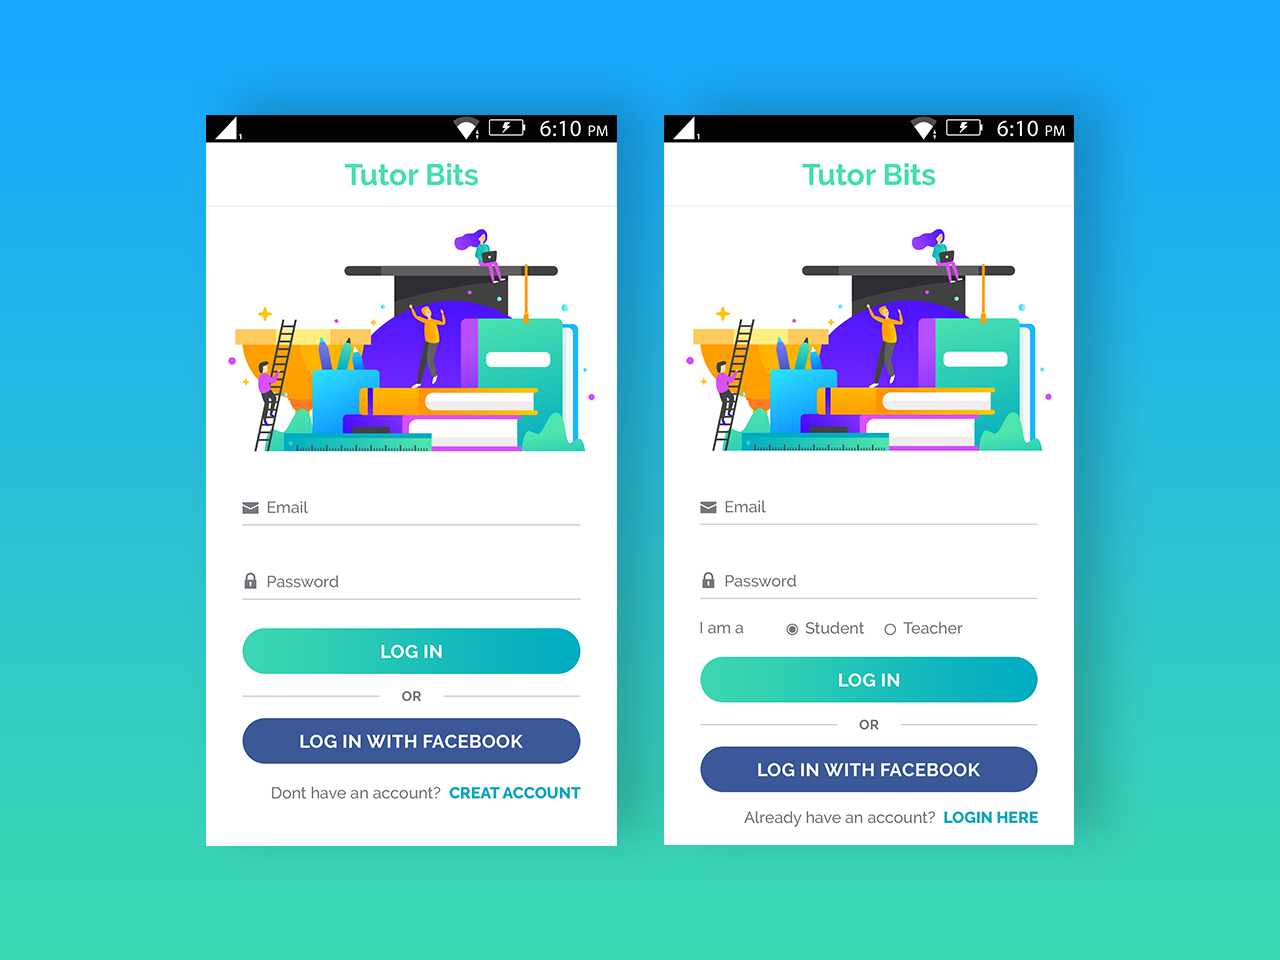 1 6:10 PM
Tutor Bits
Email
Password
LOG IN
OR
LOG IN WITH FACEBOOK
Dont have an account? CREAT ACCOUNT
1 6:10 PM
Tutor Bits
Email
Password
I am a Student Teacher
LOG IN
OR
LOG IN WITH FACEBOOK
Already have an account? LOGIN HERE